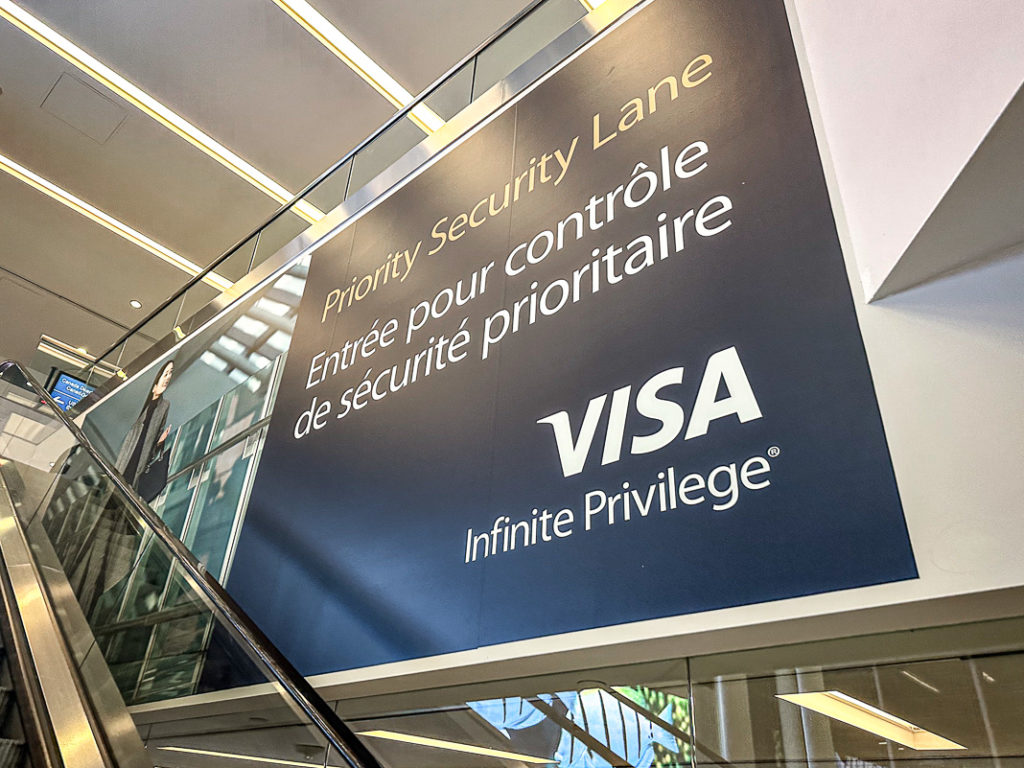 Priority Security Lane
Entrée pour contrôle
de sécurité prioritaire
VISA
Infinite Privilege®